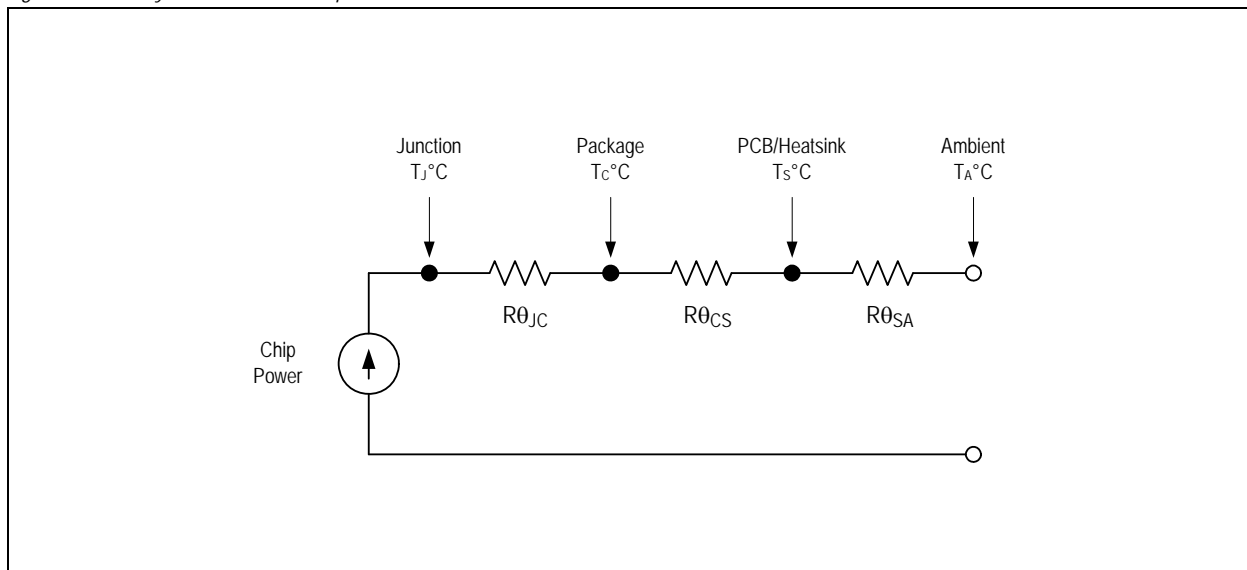 Junction
TJ°C
Package
TC°C
PCB/Heatsink
TS°C
Ambient
TA°C
RθJC
RθCS
RθSA
Chip
Power